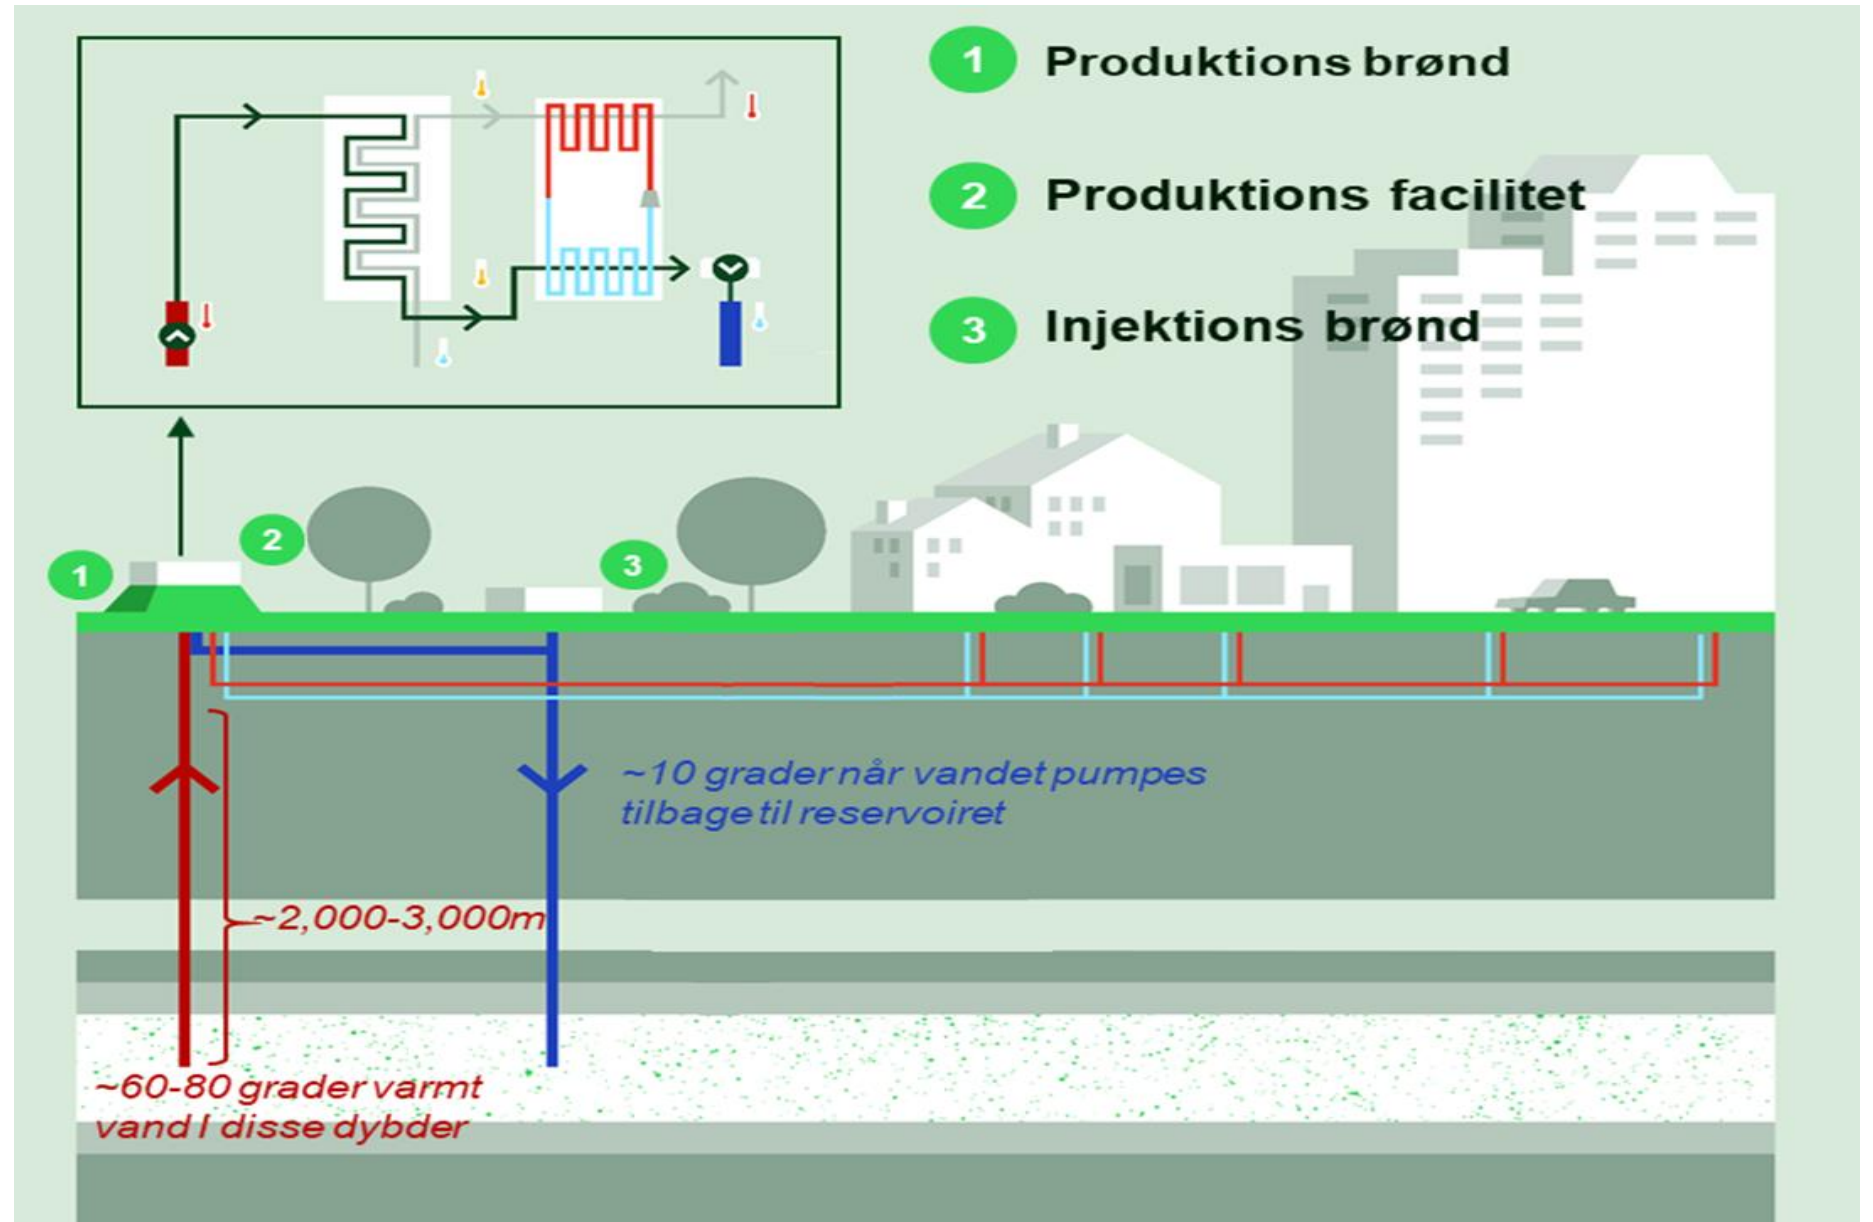 1 Produktions brønd
2 Produktions facilitet
3 Injektions brønd
2
3
1
~10 grader når vandet pumpes
tilbage til reservoiret
~2,000-3,000m
~60-80 grader varmt
vand I disse dybder